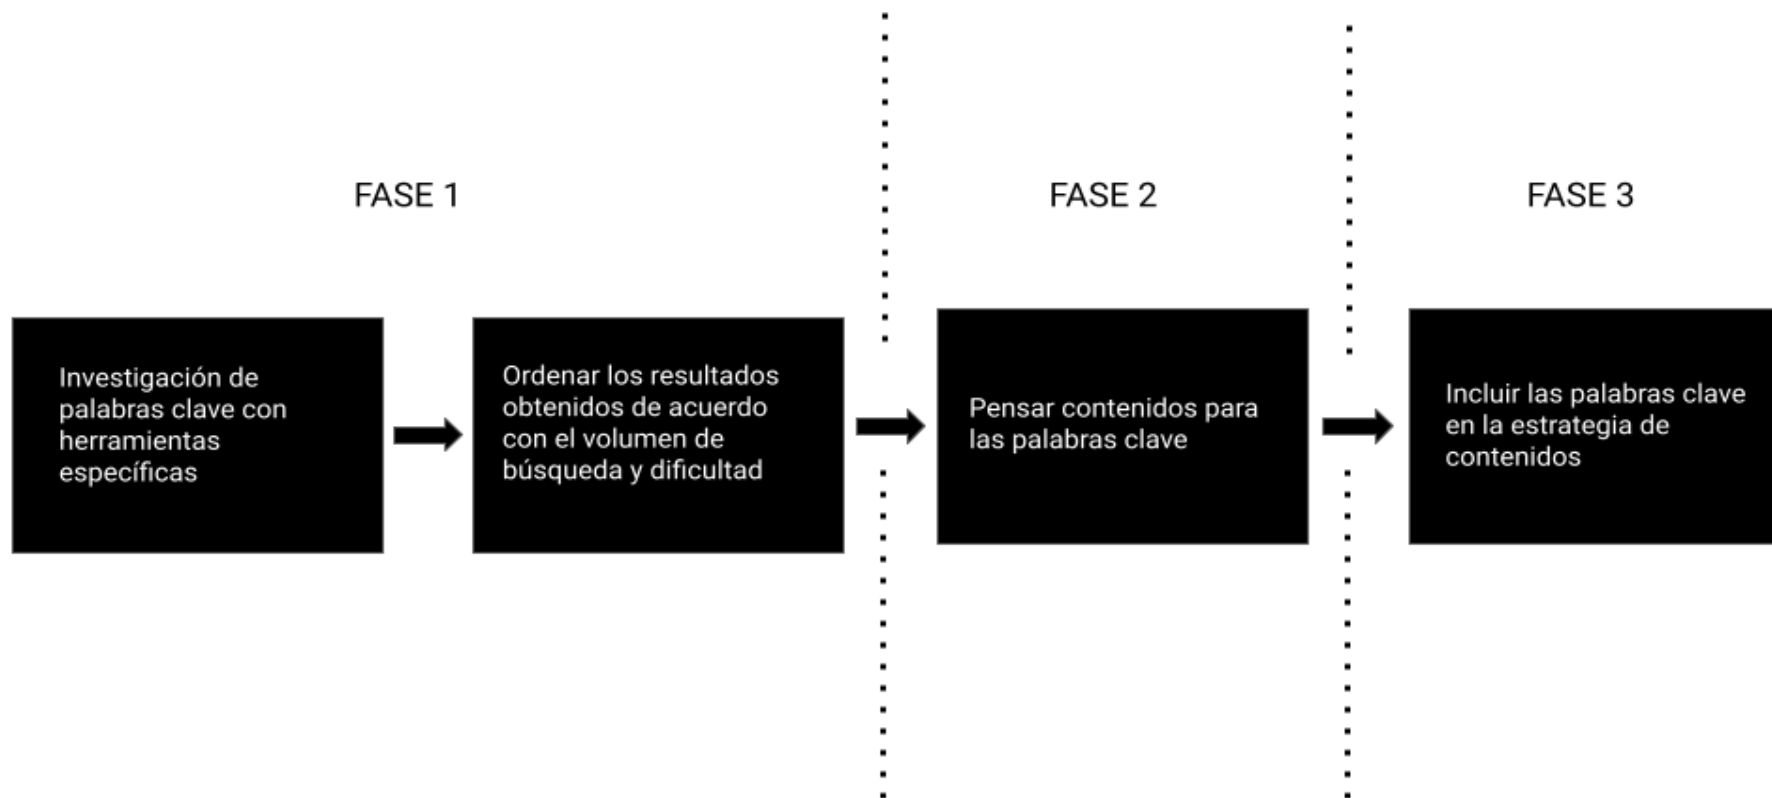 FASE 1
FASE 2
FASE 3
Investigación de
palabras clave con
herramientas
específicas
Ordenar los resultados
obtenidos de acuerdo
con el volumen de
búsqueda y dificultad
Pensar contenidos para
las palabras clave
Incluir las palabras clave
en la estrategia de
contenidos